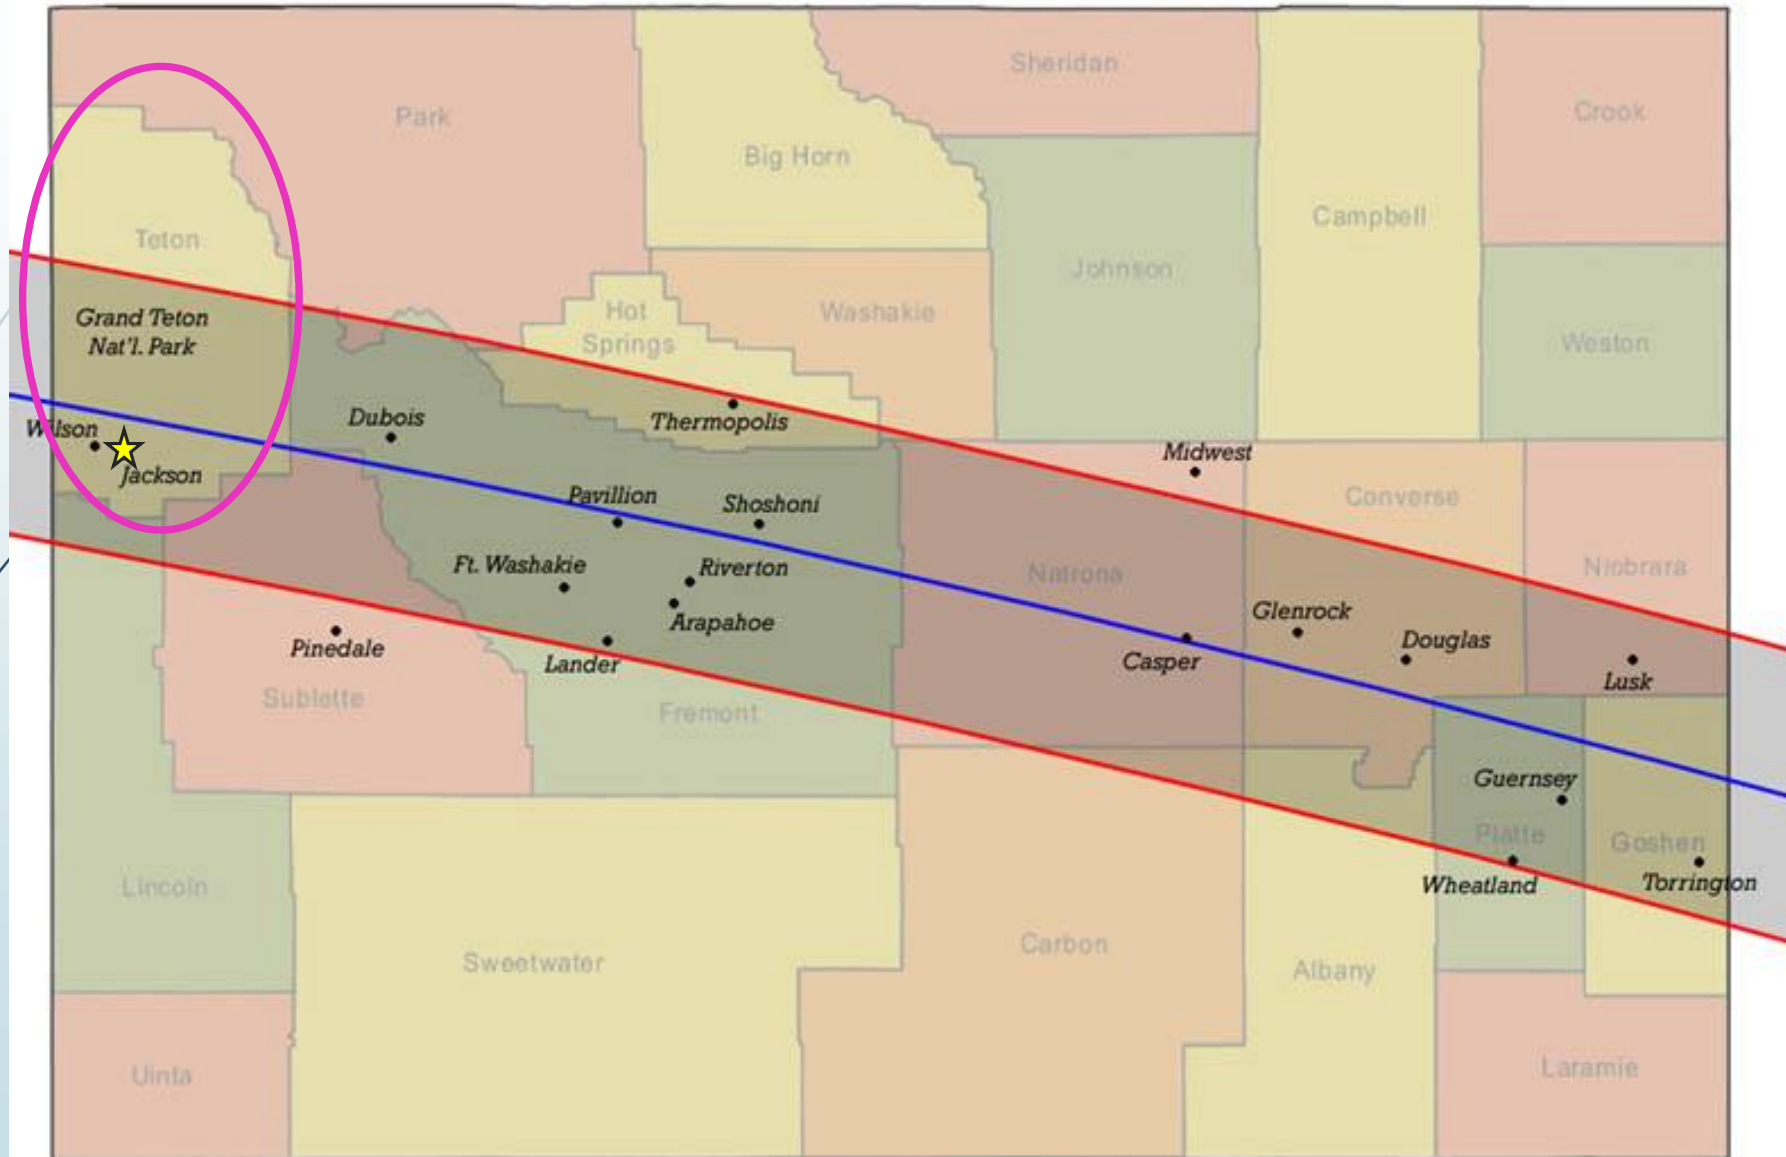 Sheridan
Crook
Park
Big Horn
Campbell
Teton
Johnson
Hot
Springs
Washakie
Grand Teton
Nat'l. Park
Weston
Dubois
Thermopolis
Wilson
Midwest
Jackson
Pavillion
Shoshoni
Converse
Ft. Washakie
Riverton
Natrona
Niobrara
Arapahoe
Glenrock
Pinedale
Lander
Casper
Douglas
Lusk
Sublette
Fremont
Guernsey
Platte
Goshen
Lincoln
Wheatland
Torrington
Sweetwater
Carbon
Albany
Uinta
Laramie